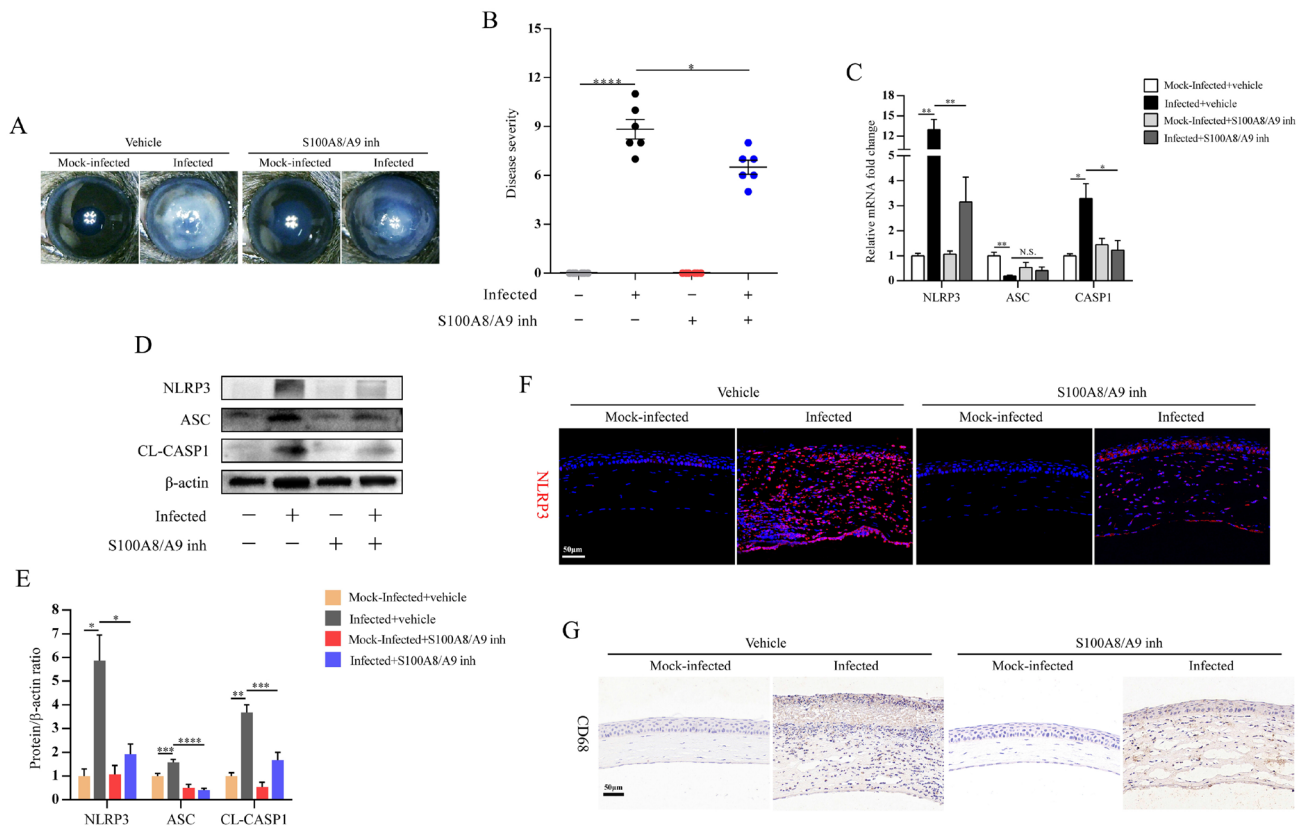 A
Vehicle
S100A8/A9 inh
Mock-infected
Infected
Mock-infected
Infected
B
Disease severity
15
12
9
6
3
0
****
*
Infected
− + − +
S100A8/A9 inh
− − + +
C
Relative mRNA fold change
18
15
12
5
4
3
2
1
0
**
**
**
N.S.
*
*
NLRP3
ASC
CASP1
Mock-Infected+vehicle
Infected+vehicle
Mock-Infected+S100A8/A9 inh
Infected+S100A8/A9 inh
D
NLRP3
ASC
CL-CASP1
β-actin
Infected
− + − +
S100A8/A9 inh
− − + +
E
Protein/β-actin ratio
8
7
6
5
4
3
2
1
0
*
*
***
****
**
***
NLRP3
ASC
CL-CASP1
Mock-Infected+vehicle
Infected+vehicle
Mock-Infected+S100A8/A9 inh
Infected+S100A8/A9 inh
F
Vehicle
S100A8/A9 inh
Mock-infected
Infected
Mock-infected
Infected
NLRP3
50μm
G
Vehicle
S100A8/A9 inh
Mock-infected
Infected
Mock-infected
Infected
CD68
50μm